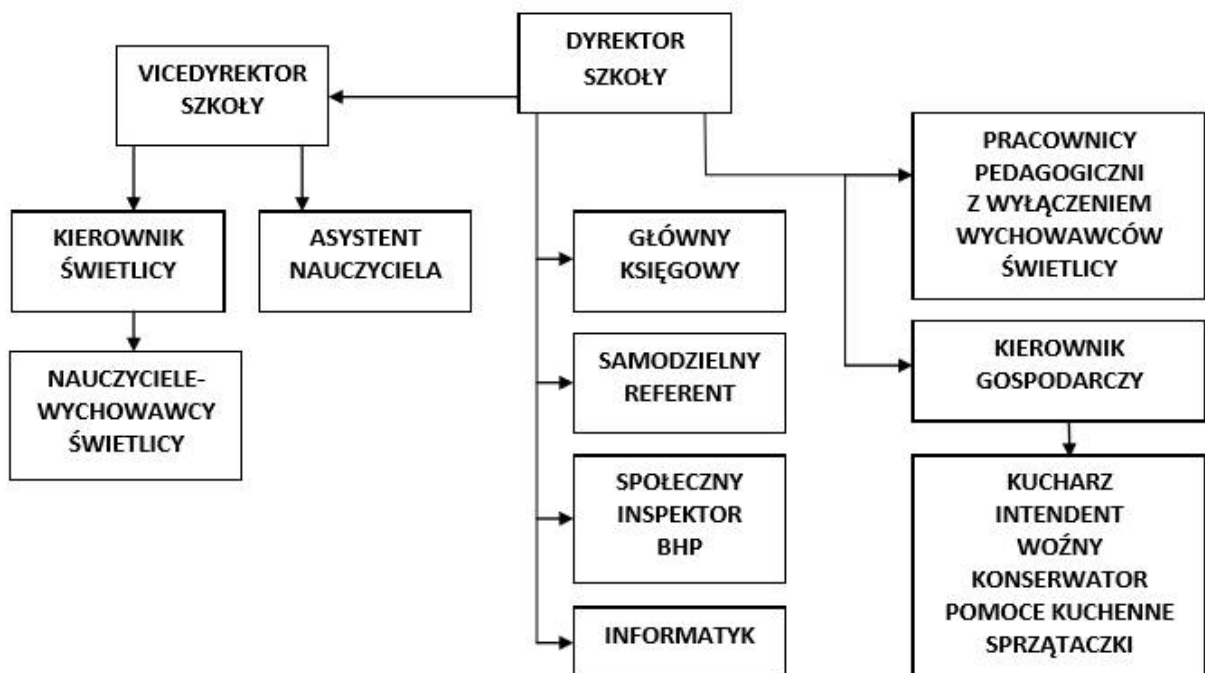 DYREKTOR
SZKOŁY
VICEDYREKTOR
SZKOŁY
KIEROWNIK
ŚWIETLICY
ASYSTENT
NAUCZYCIELA
NAUCZYCIELE-
WYCHOWAWCY
ŚWIETLICY
GŁÓWNY
KSIĘGOWY
SAMODZIELNY
REFERENT
SPOŁECZNY
INSPEKTOR
BHP
INFORMATYK
PRACOWNICY
PEDAGOGICZNI
Z WYŁĄCZENIEM
WYCHOWAWCÓW
ŚWIETLICY
KIEROWNIK
GOSPODARCZY
KUCHARZ
INTENDENT
WOŹNY
KONSERWATOR
POMOCE KUCHENNE
SPRZĄTACZKI